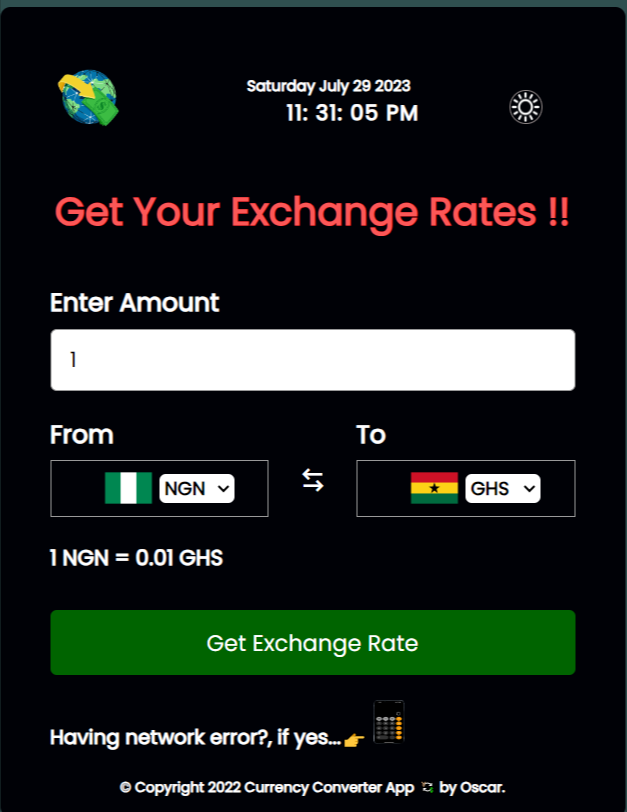 Saturday July 29 2023
11: 31: 05 PM
Get Your Exchange Rates !!
Enter Amount
1
From To
NGN GHS
1 NGN = 0.01 GHS
Get Exchange Rate
Having network error?, if yes...
© Copyright 2022 Currency Converter App by Oscar.